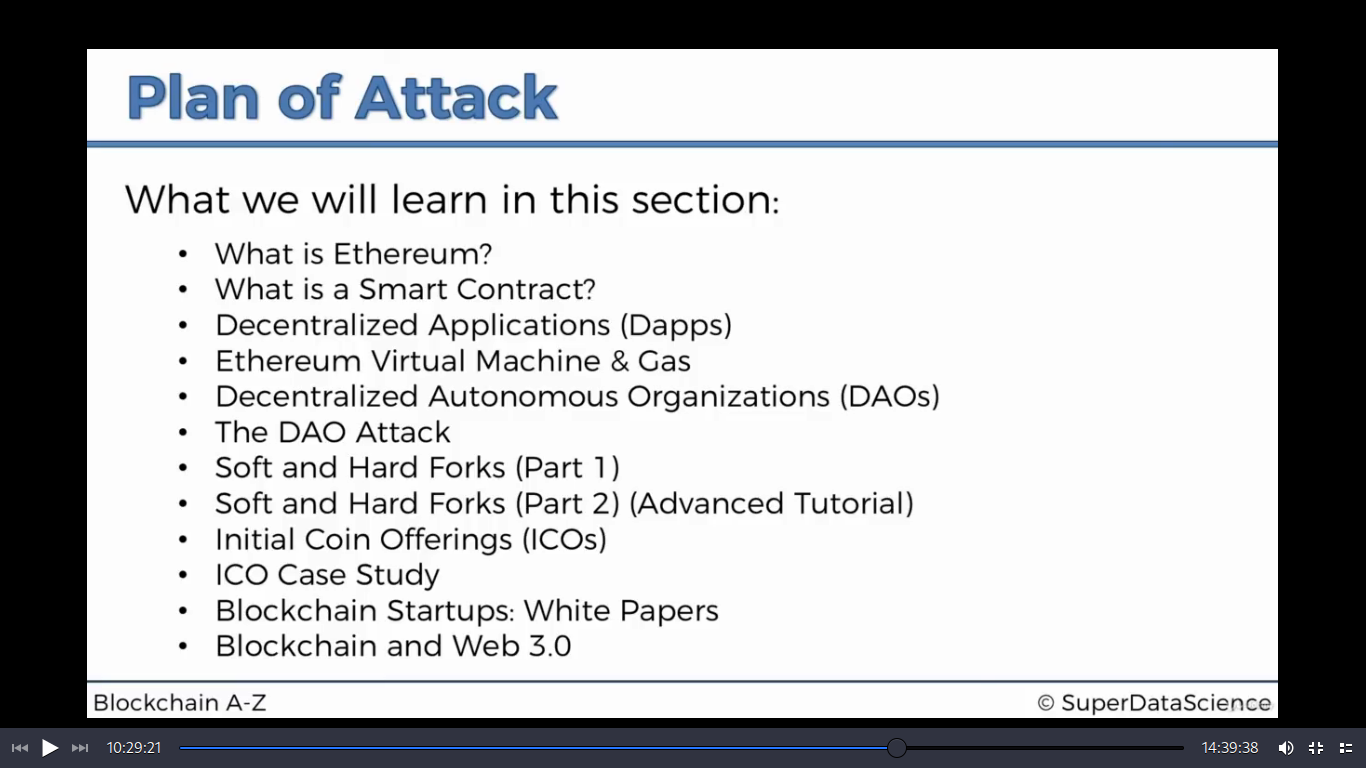 Plan of Attack
What we will learn in this section:
• What is Ethereum?
• What is a Smart Contract?
• Decentralized Applications (Dapps)
• Ethereum Virtual Machine & Gas
• Decentralized Autonomous Organizations (DAOs)
• The DAO Attack
• Soft and Hard Forks (Part 1)
• Soft and Hard Forks (Part 2) (Advanced Tutorial)
• Initial Coin Offerings (ICOs)
• ICO Case Study
• Blockchain Startups: White Papers
• Blockchain and Web 3.0
Blockchain A-Z
© SuperDataScience
10:29:21
14:39:38